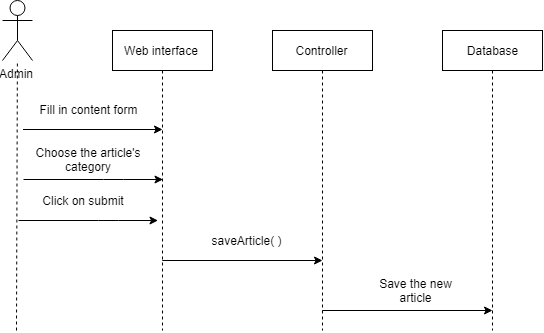 Web interface
Controller
Database
Admin
Fill in content form
Choose the article's
category
Click on submit
saveArticle( )
Save the new
article